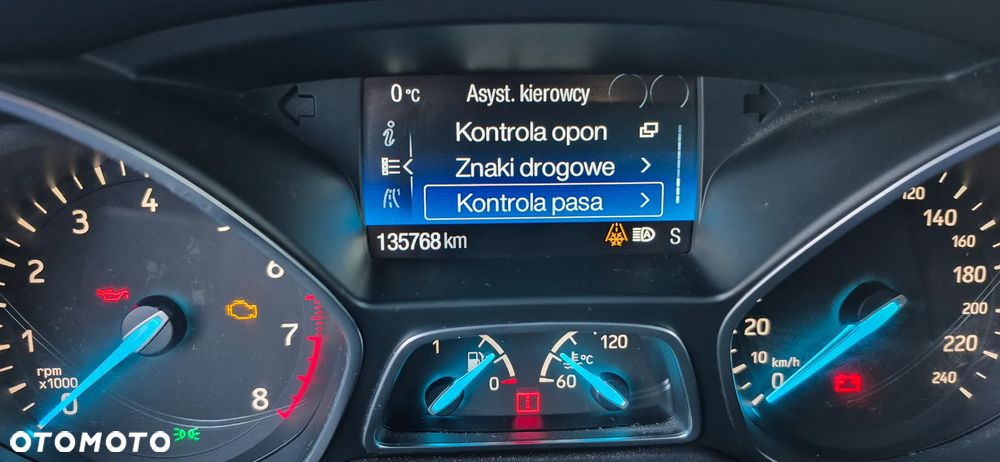 0 °C Asyst. kierowcy
Kontrola opon
Znaki drogowe
Kontrola pasa
135768 km
S
0
1
2
3
4
6
7
8
rpm
x1000
1
0
°C
120
60
0
10
20
km/h
120
140
160
180
200
220
240
OTOMOTO